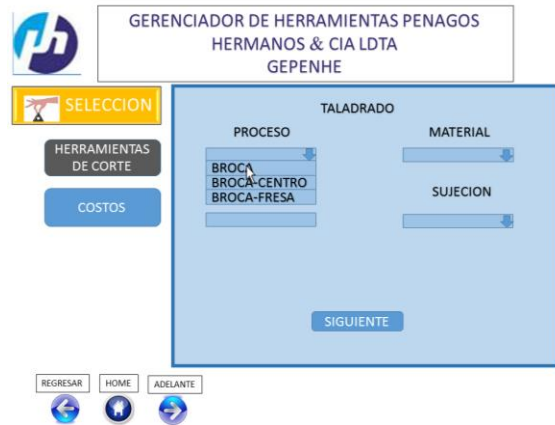 GERENCIADOR DE HERRAMIENTAS PENAGOS
HERMANOS & CIA LDTA
GEPENHE
SELECCION
HERRAMIENTAS
DE CORTE
COSTOS
TALADRADO
PROCESO
BROCA
BROCA-CENTRO
BROCA-FRESA
MATERIAL
SUJECION
SIGUIENTE
REGRESAR
HOME
ADELANTE